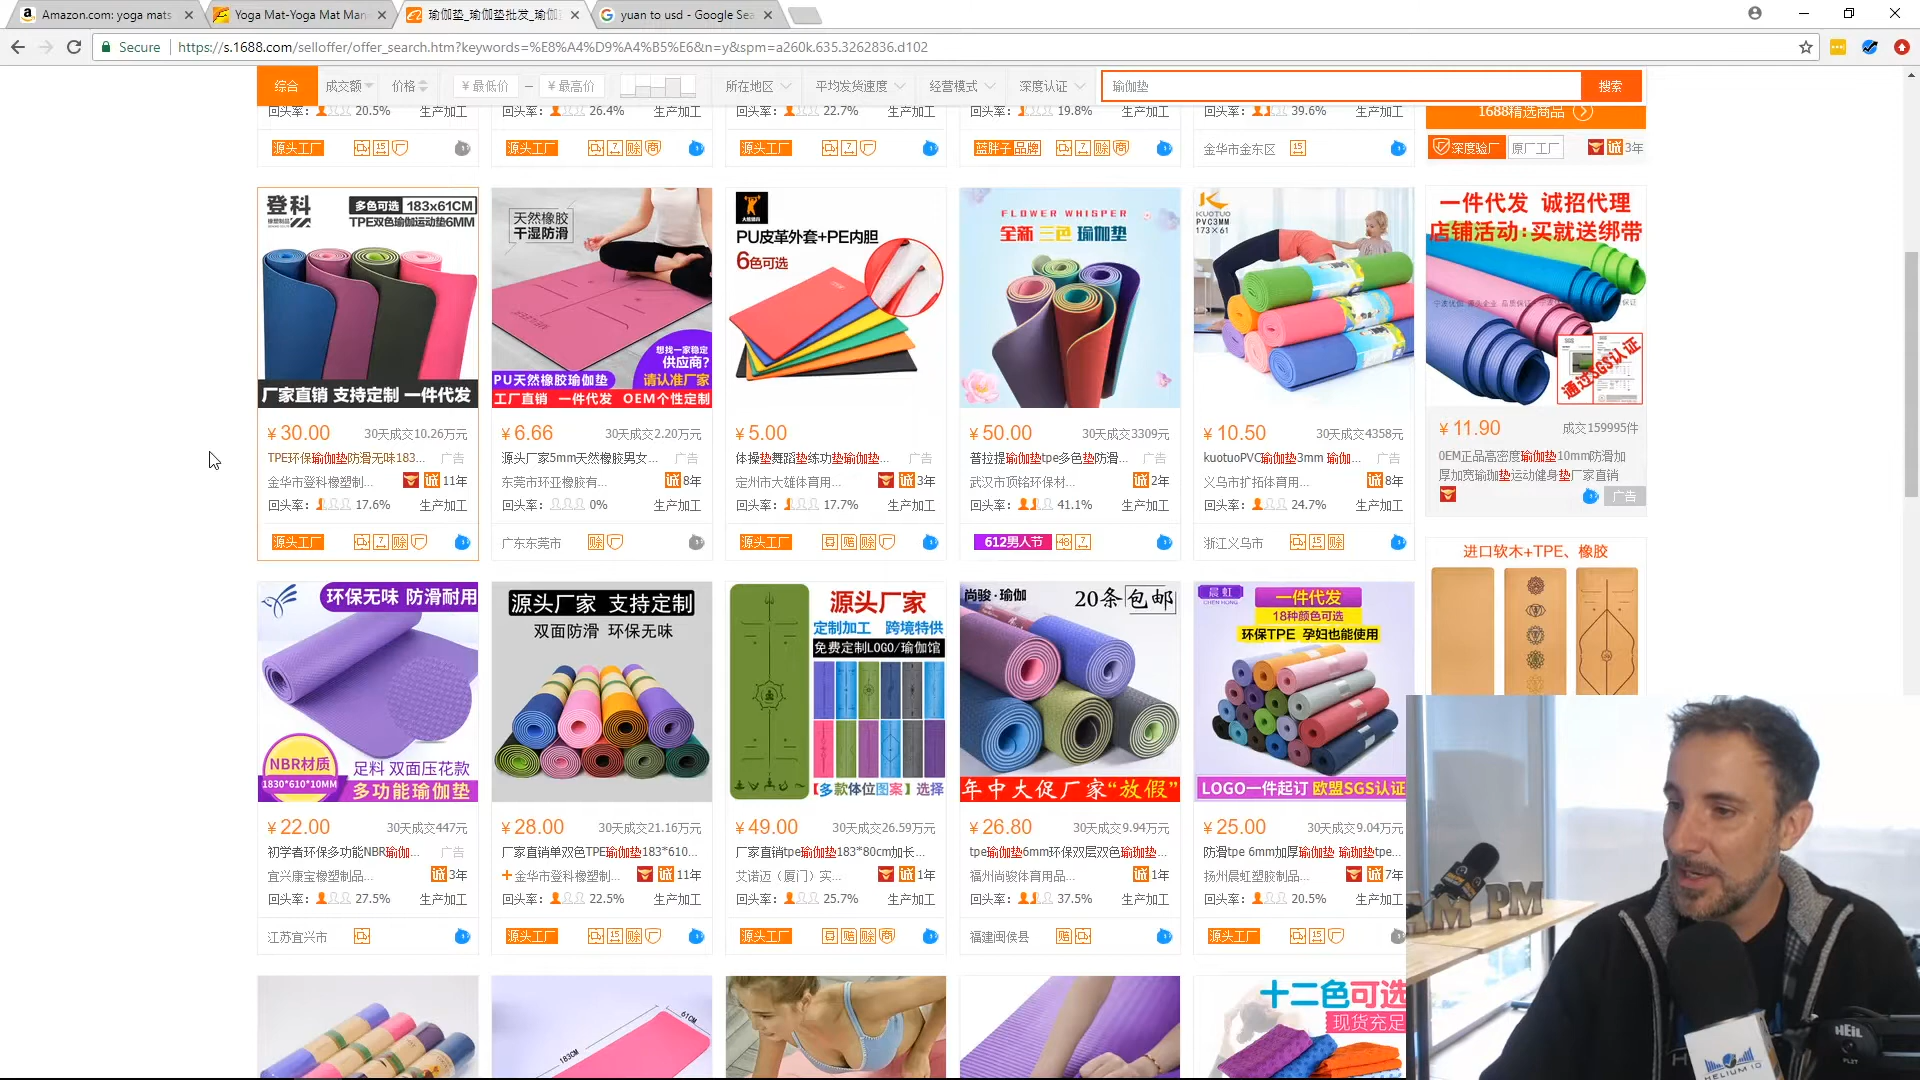 Amazon.com: yoga mats
Yoga Mat-Yoga Mat Man
瑜伽垫_瑜伽垫批发_瑜伽
yuan to usd - Google Sea
Secure
https://s.1688.com/selloffer/offer_search.htm?keywords=%E8%A4%D9%A4%B5%E6&n=y&spm=a260k.635.3262836.d102
综合 成交额 价格 ¥ 最低价 – ¥ 最高价 所在地区 平均发货速度 经营模式 深度认证 瑜伽垫 搜索
回头率: 20.5% 生产加工
回头率: 26.4% 生产加工
回头率: 22.7% 生产加工
回头率: 19.8% 生产加工
回头率: 39.6% 生产加工
1688精选商品
源头工厂 15
源头工厂 7 赊 商
源头工厂 7
蓝胖子品牌 7 赊 商
金华市金东区 15
深度验厂 原厂工厂 诚 3年
登科 多色可选 183x61CM
TPE双色瑜伽运动垫6MM
厂家直销 支持定制 一件代发
¥ 30.00 30天成交10.26万元
TPE环保瑜伽垫防滑无味183... 广告
金华市登科橡塑制... 诚 11年
回头率: 17.6% 生产加工
源头工厂 7 赊
天然橡胶
干湿防滑
想找一家稳定
供应商?
PU天然橡胶瑜伽垫 请认准厂家
工厂直销 一件代发 OEM个性定制
¥ 6.66 30天成交2.20万元
源头厂家5mm天然橡胶男女... 广告
东莞市环亚橡胶有... 诚 8年
回头率: 0% 生产加工
广东东莞市 赊
PU皮革外套+PE内胆
6色可选
¥ 5.00
体操垫舞蹈垫练功垫瑜伽垫... 广告
定州市大雄体育用... 诚 3年
回头率: 17.7% 生产加工
源头工厂 赊
FLOWER WHISPER
全新 三色 瑜伽垫
¥ 50.00 30天成交3309元
普拉提瑜伽垫tpe多色垫防滑... 广告
武汉市顶铭环保材... 诚 2年
回头率: 41.1% 生产加工
612男人节 48 7
KUOTUO
PVC3MM
173×61
¥ 10.50 30天成交4358元
kuotuoPVC瑜伽垫3mm 瑜伽... 广告
义乌市扩拓体育用... 诚 8年
回头率: 24.7% 生产加工
浙江义乌市 15 赊
一件代发 诚招代理
店铺活动:买就送绑带
SGS
通过SGS认证
¥ 11.90 成交159995件
OEM正品高密度瑜伽垫10mm防滑加
厚加宽瑜珈垫运动健身垫厂家直销
广告
环保无味 防滑耐用
NBR材质
1830*610*10MM
足料 双面压花款
多功能瑜伽垫
¥ 22.00 30天成交447元
初学者环保多功能NBR瑜伽... 广告
宜兴康宝橡塑制品... 诚 3年
回头率: 27.5% 生产加工
江苏宜兴市
源头厂家 支持定制
双面防滑 环保无味
¥ 28.00 30天成交21.16万元
厂家直销单双色TPE瑜伽垫183*610...
金华市登科橡塑制... 诚 11年
回头率: 22.5% 生产加工
源头工厂 15 赊
源头厂家
定制加工 跨境特供
免费定制LOGO/瑜伽馆
【多款体位图案】选择
¥ 49.00 30天成交26.59万元
厂家直销tpe瑜伽垫183*80cm加长...
艾诺迈（厦门）实... 诚 1年
回头率: 25.7% 生产加工
源头工厂 赊 商
尚骏·瑜伽 20条包邮
年中大促厂家“放假”
¥ 26.80 30天成交9.94万元
tpe瑜伽垫6mm环保双层双色瑜珈垫...
福州尚骏体育用品... 诚 1年
回头率: 37.5% 生产加工
福建闽侯县
晨虹
CHEN HONG
一件代发
18种颜色可选
环保TPE 孕妇也能使用
LOGO一件起订 欧盟SGS认证
¥ 25.00 30天成交9.04万元
防滑tpe 6mm加厚瑜伽垫 瑜珈垫tpe...
扬州晨虹塑胶制品... 诚 7年
回头率: 20.5% 生产加工
源头工厂 15
进口软木+TPE、橡胶
183CM
61CM
十二色可选
现货充足
AM PM
HEIL
HELIUM 10